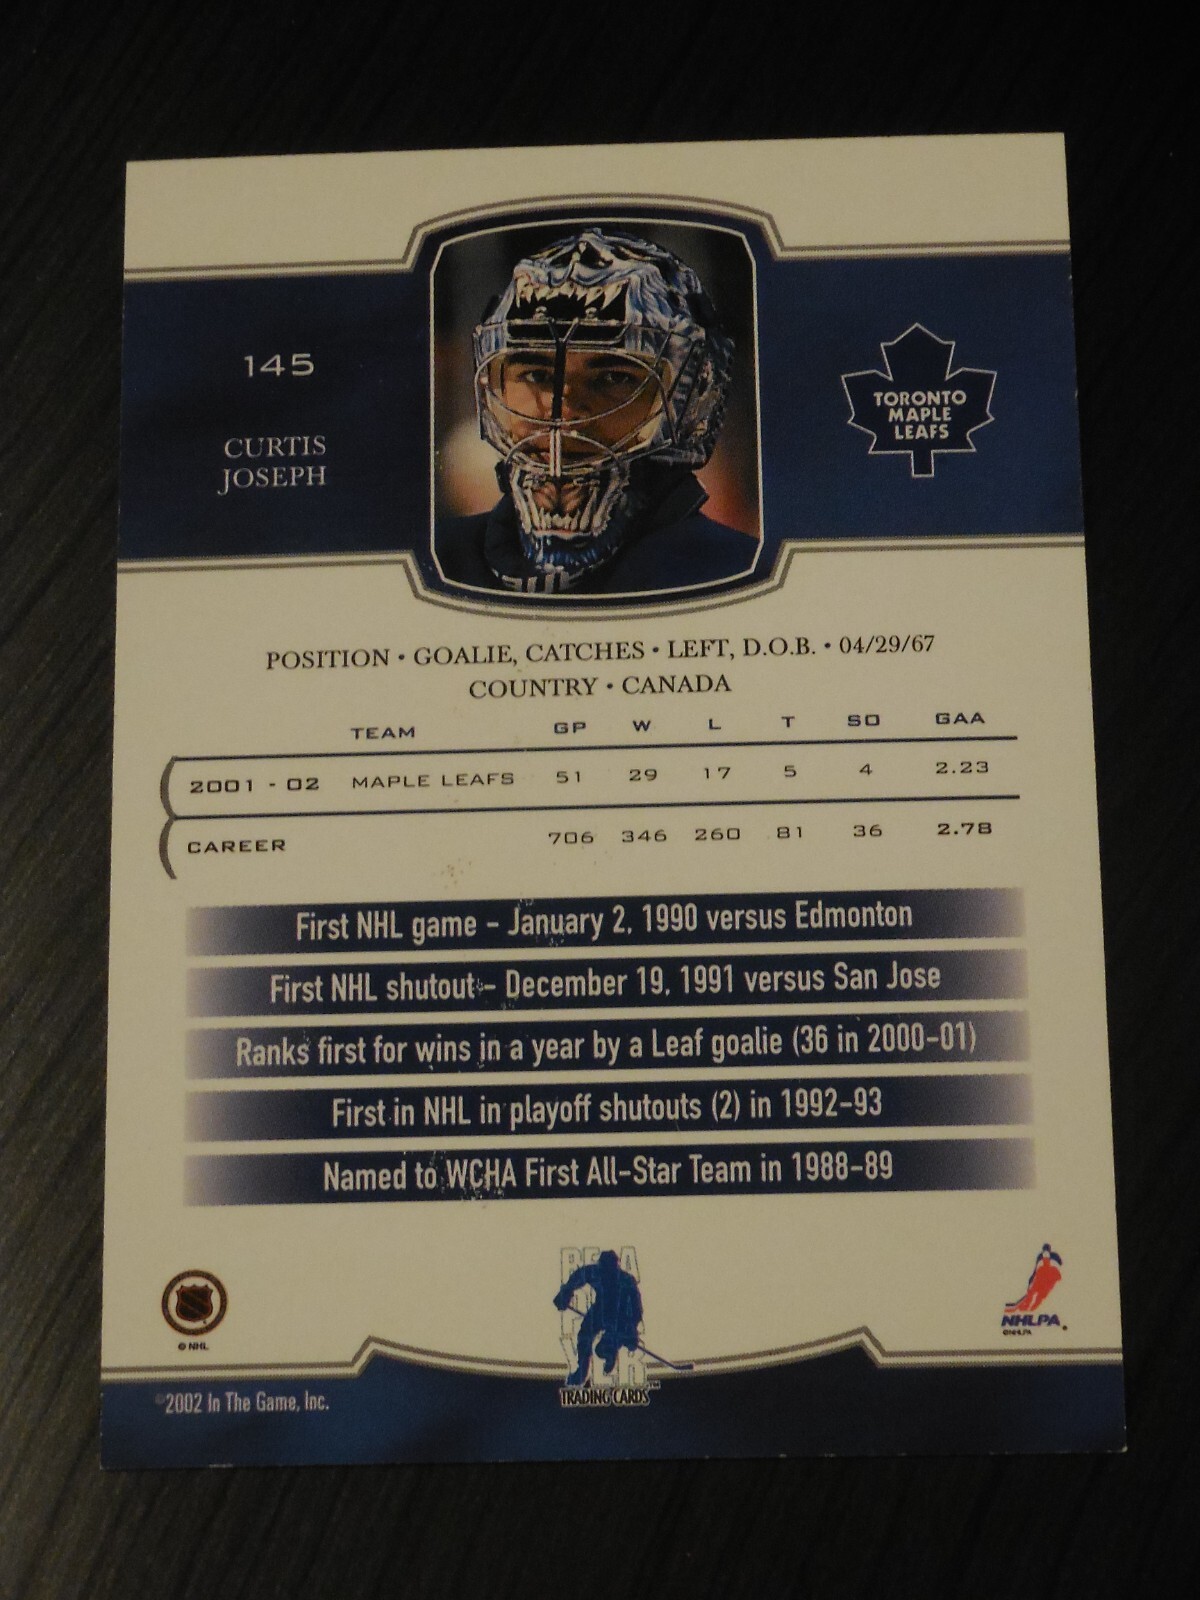 145
CURTIS
JOSEPH
TORONTO
MAPLE
LEAFS
POSITION • GOALIE, CATCHES • LEFT, D.O.B. • 04/29/67
COUNTRY • CANADA
TEAM GP W L T SO GAA
2001 - 02 MAPLE LEAFS 51 29 17 5 4 2.23
CAREER 706 346 260 81 36 2.78
First NHL game – January 2, 1990 versus Edmonton
First NHL shutout – December 19, 1991 versus San Jose
Ranks first for wins in a year by a Leaf goalie (36 in 2000-01)
First in NHL in playoff shutouts (2) in 1992-93
Named to WCHA First All-Star Team in 1988-89
© NHL
BE A
PLAYER
TRADING CARDS™
NHLPA.
©NHLPA
©2002 In The Game, Inc.